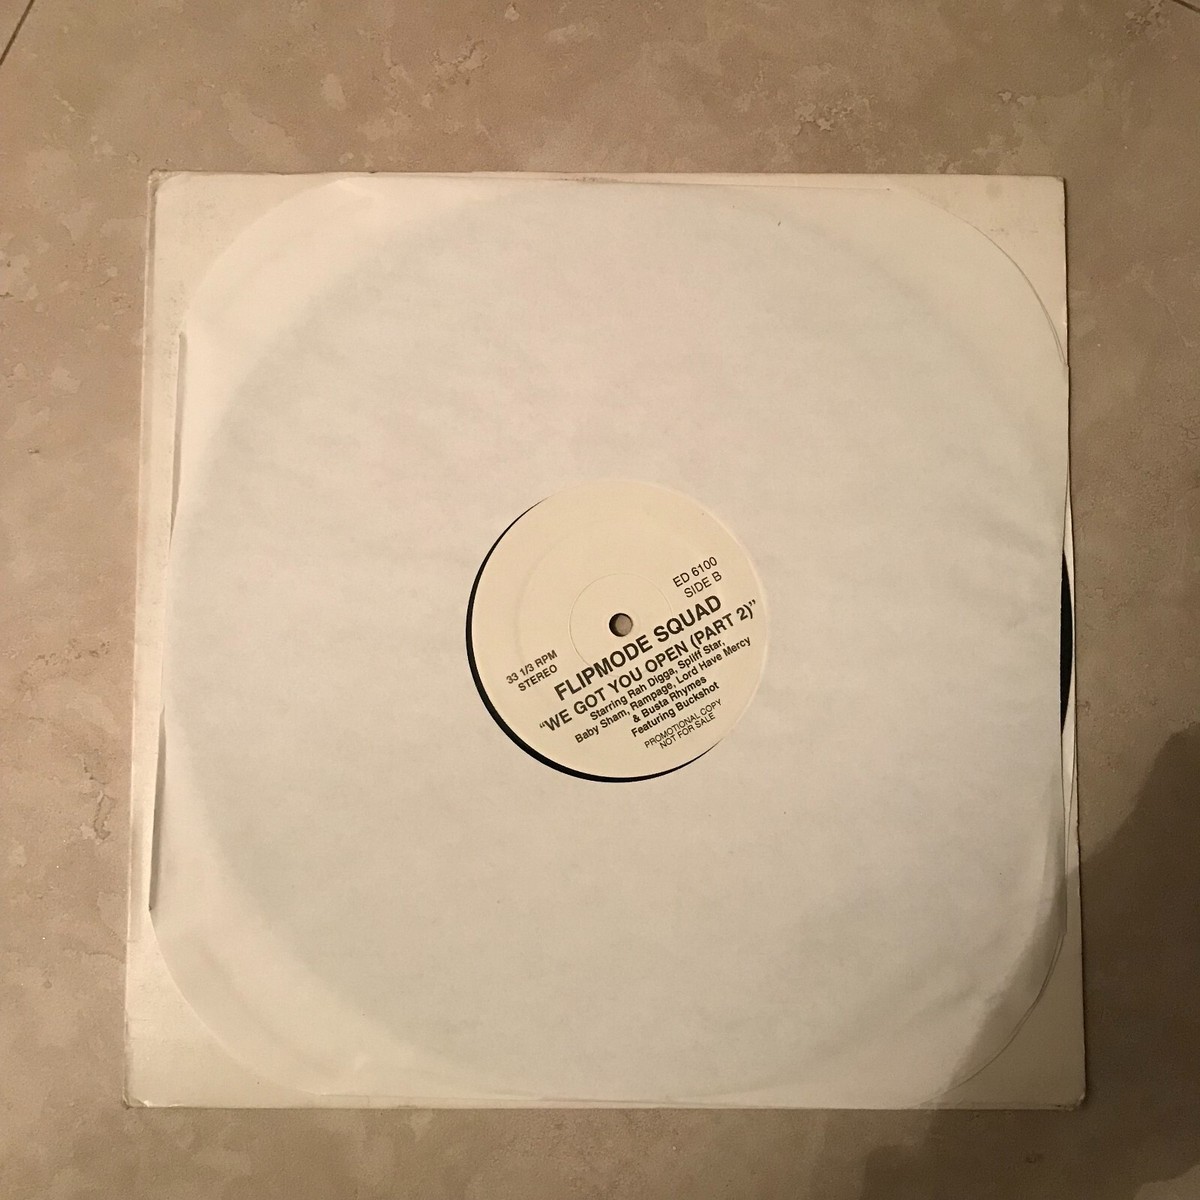 ED 6100
SIDE B
33 1/3 RPM
STEREO
FLIPMODE SQUAD
"WE GOT YOU OPEN (PART 2)"
Starring Rah Digga, Spliff Star,
Baby Sham, Rampage, Lord Have Mercy
& Busta Rhymes
Featuring Buckshot
PROMOTIONAL COPY
NOT FOR SALE